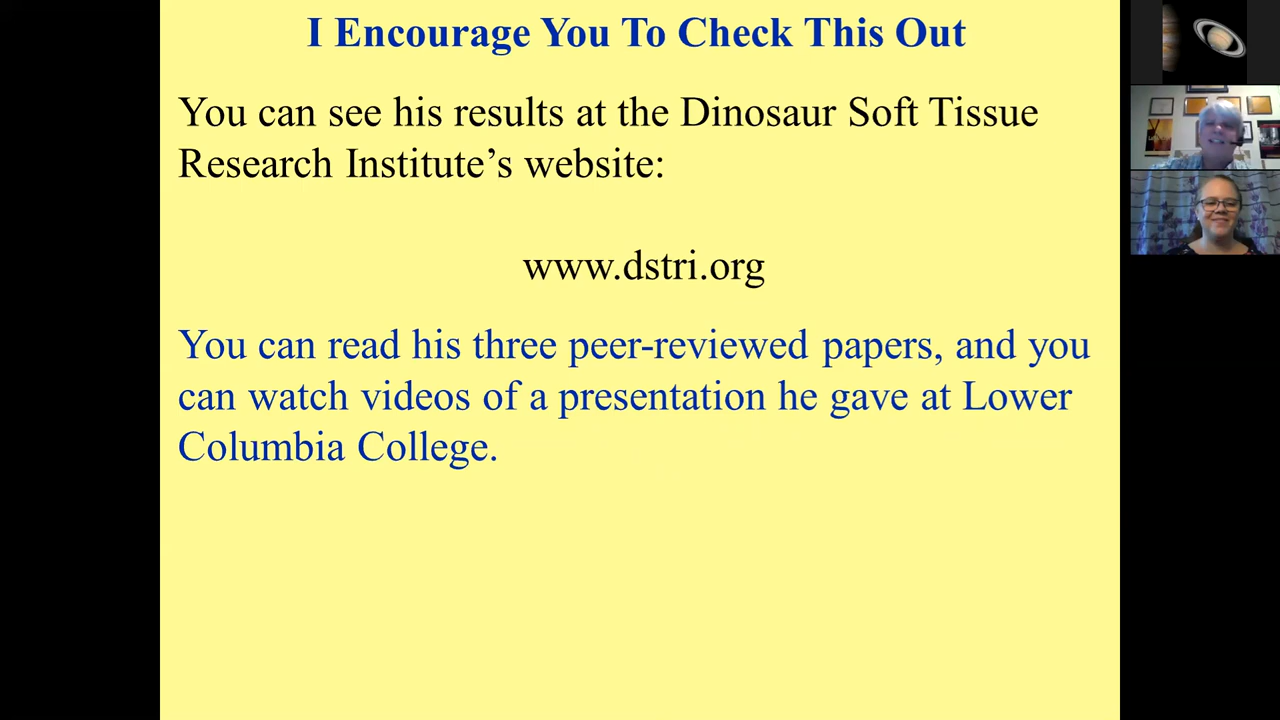 I Encourage You To Check This Out
You can see his results at the Dinosaur Soft Tissue
Research Institute’s website:
www.dstri.org
You can read his three peer-reviewed papers, and you
can watch videos of a presentation he gave at Lower
Columbia College.